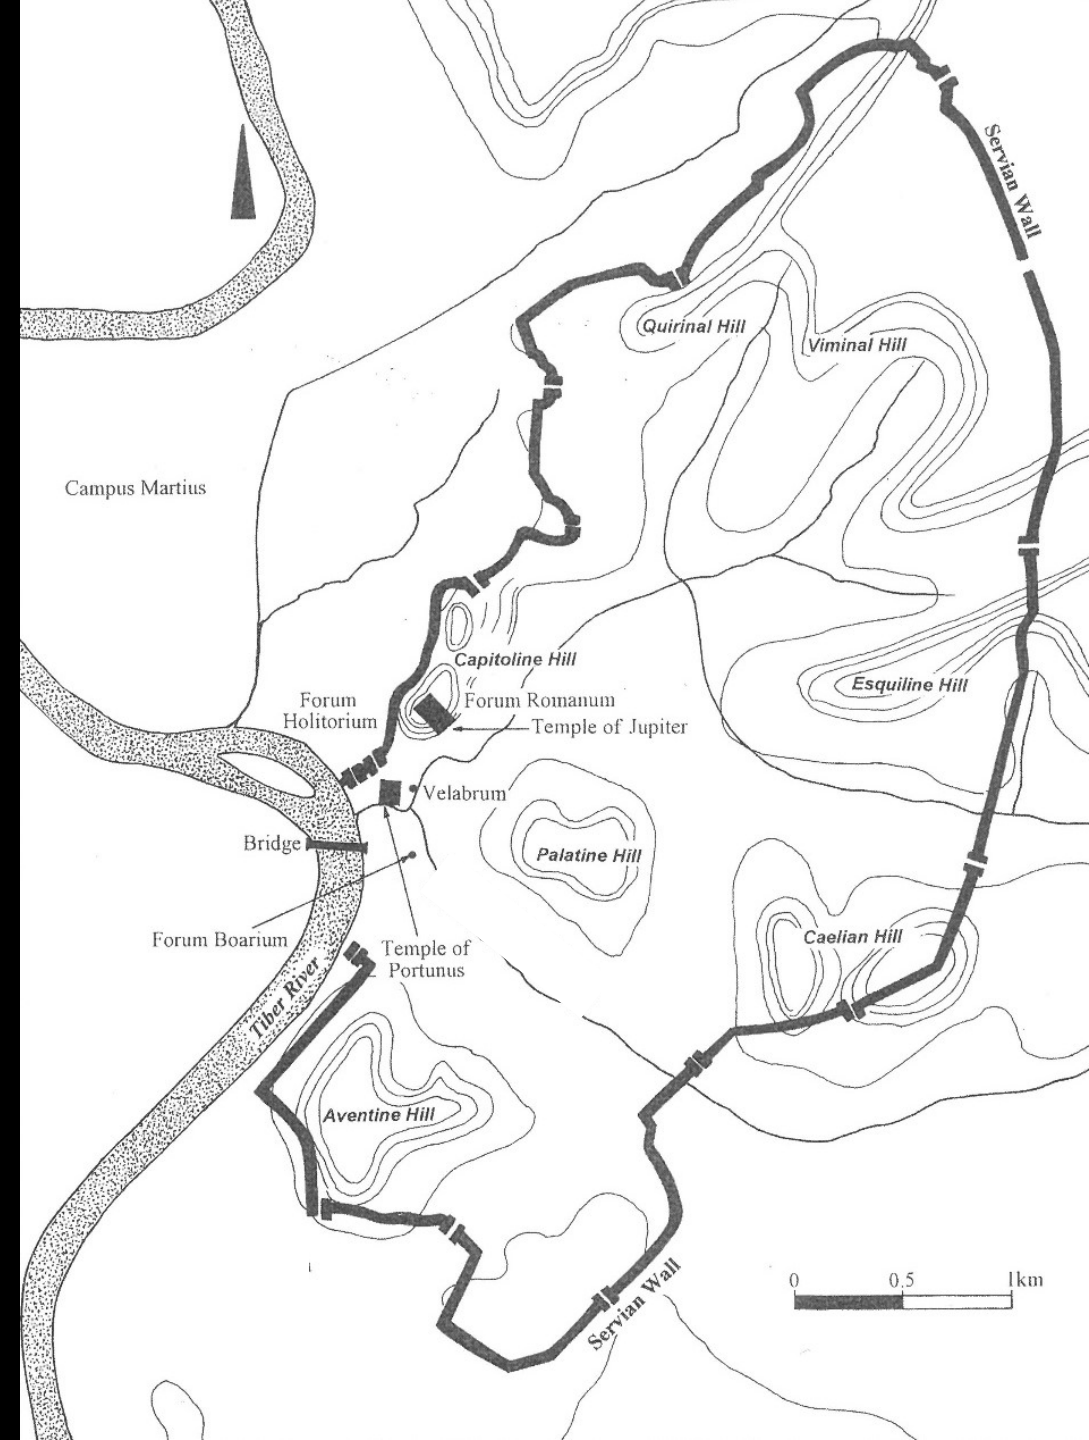 Servian Wall
Quirinal Hill
Viminal Hill
Campus Martius
Capitoline Hill
Esquiline Hill
Forum
Holitorium
Forum Romanum
Temple of Jupiter
Velabrum
Bridge
Palatine Hill
Forum Boarium
Temple of
Portunus
Caelian Hill
Tiber River
Aventine Hill
Servian Wall
0 0.5 1km